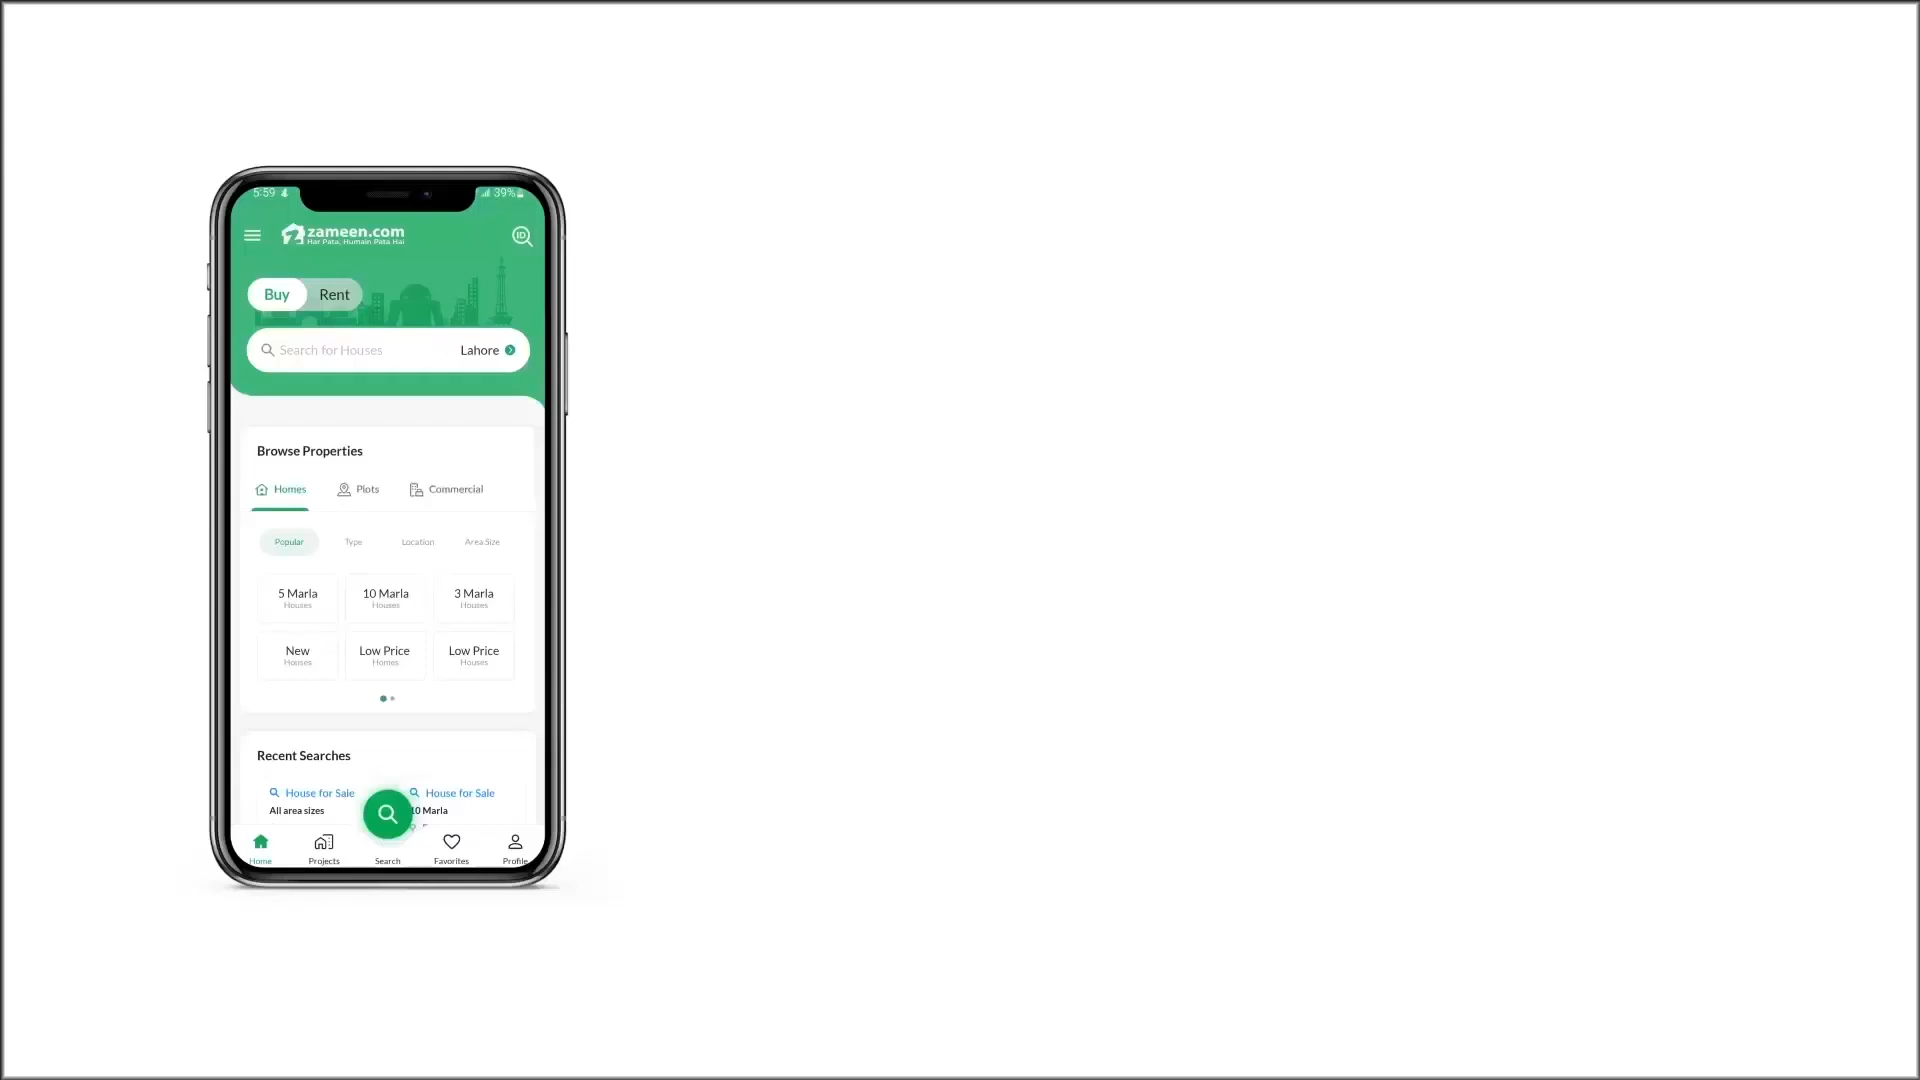 5:59 39%
zameen.com
Har Pata, Humain Pata Hai
ID
Buy Rent
Search for Houses Lahore
Browse Properties
Homes Plots Commercial
Popular Type Location Area Size
5 Marla 10 Marla 3 Marla
Houses Houses Houses
New Low Price Low Price
Houses Homes Houses
Recent Searches
House for Sale House for Sale
All area sizes 10 Marla
Home Projects Search Favorites Profile